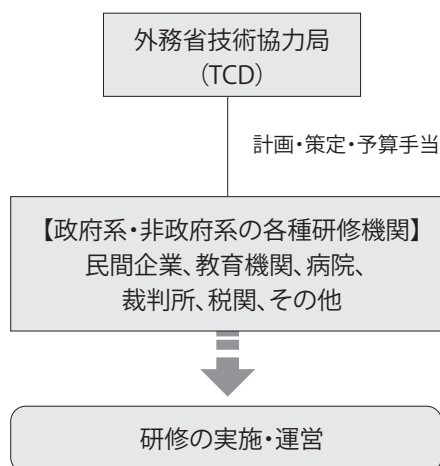 外務省技術協力局
(TCD)
計画・策定・予算手当
【政府系・非政府系の各種研修機関】
民間企業、教育機関、病院、
裁判所、税関、その他
研修の実施・運営